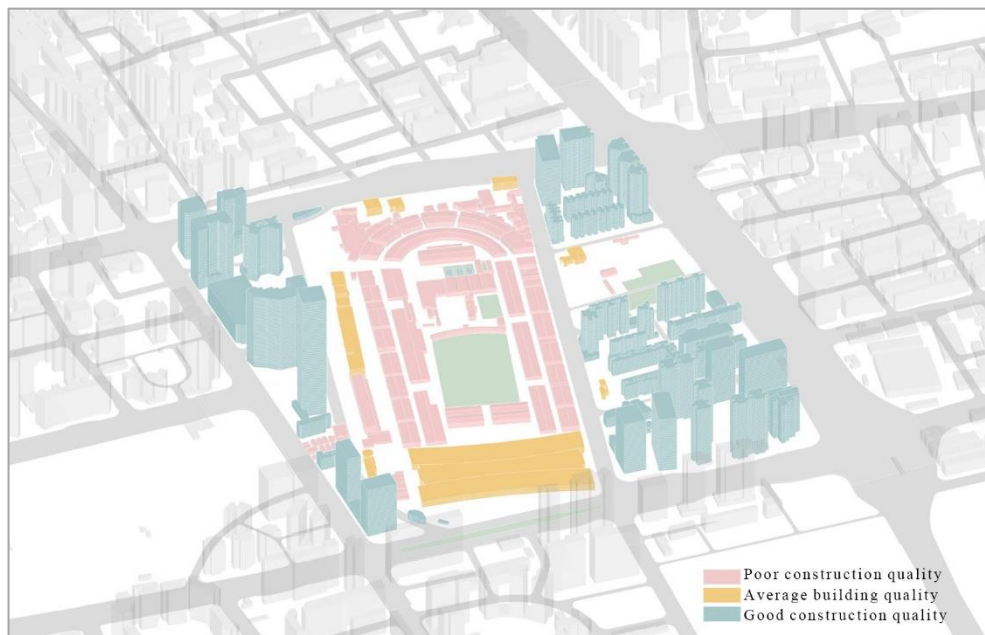 Poor construction quality
Average building quality
Good construction quality